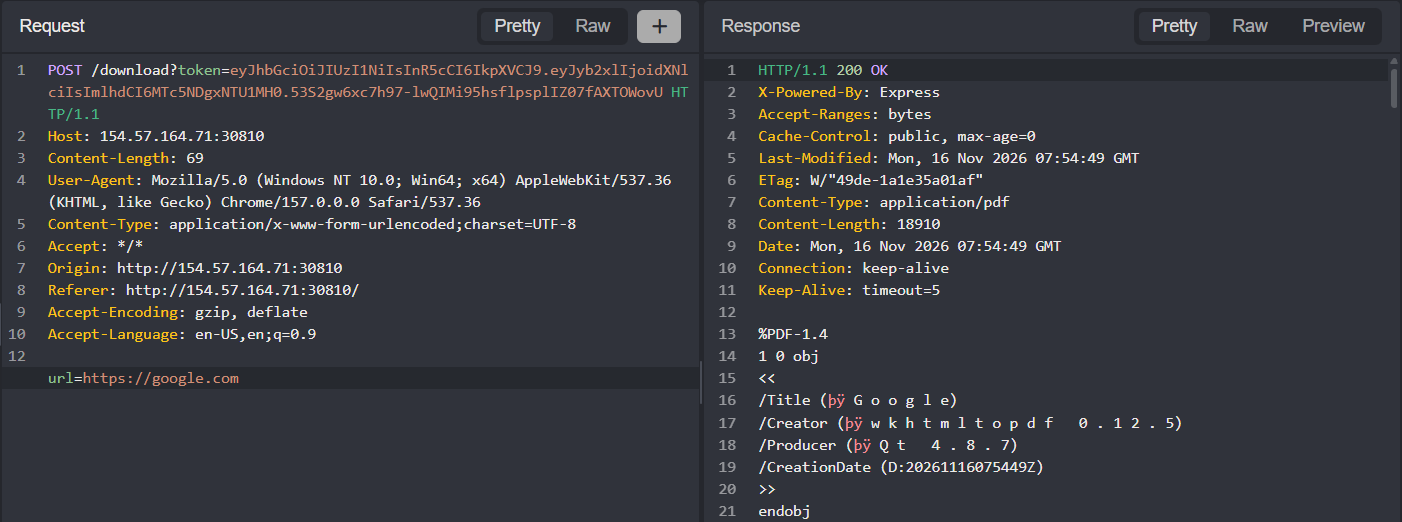 Request
Pretty
Raw
+
1 POST /download?token=eyJhbGciOiJIUzI1NiIsInR5cCI6IkpXVCJ9.eyJyb2xlIjoidXNl
ciIsImlhdCI6MTc5NDgxNTU1MH0.53S2gw6xc7h97-lwQIMi95hsflpsplIZ07fAXTOWovU HT
TP/1.1
2 Host: 154.57.164.71:30810
3 Content-Length: 69
4 User-Agent: Mozilla/5.0 (Windows NT 10.0; Win64; x64) AppleWebKit/537.36
(KHTML, like Gecko) Chrome/157.0.0.0 Safari/537.36
5 Content-Type: application/x-www-form-urlencoded;charset=UTF-8
6 Accept: */*
7 Origin: http://154.57.164.71:30810
8 Referer: http://154.57.164.71:30810/
9 Accept-Encoding: gzip, deflate
10 Accept-Language: en-US,en;q=0.9
12
url=https://google.com
Response
Pretty
Raw
Preview
1 HTTP/1.1 200 OK
2 X-Powered-By: Express
3 Accept-Ranges: bytes
4 Cache-Control: public, max-age=0
5 Last-Modified: Mon, 16 Nov 2026 07:54:49 GMT
6 ETag: W/"49de-1a1e35a01af"
7 Content-Type: application/pdf
8 Content-Length: 18910
9 Date: Mon, 16 Nov 2026 07:54:49 GMT
10 Connection: keep-alive
11 Keep-Alive: timeout=5
12
13 %PDF-1.4
14 1 0 obj
15 <<
16 /Title (þÿ G o o g l e)
17 /Creator (þÿ w k h t m l t o p d f   0 . 1 2 . 5)
18 /Producer (þÿ Q t   4 . 8 . 7)
19 /CreationDate (D:20261116075449Z)
20 >>
21 endobj